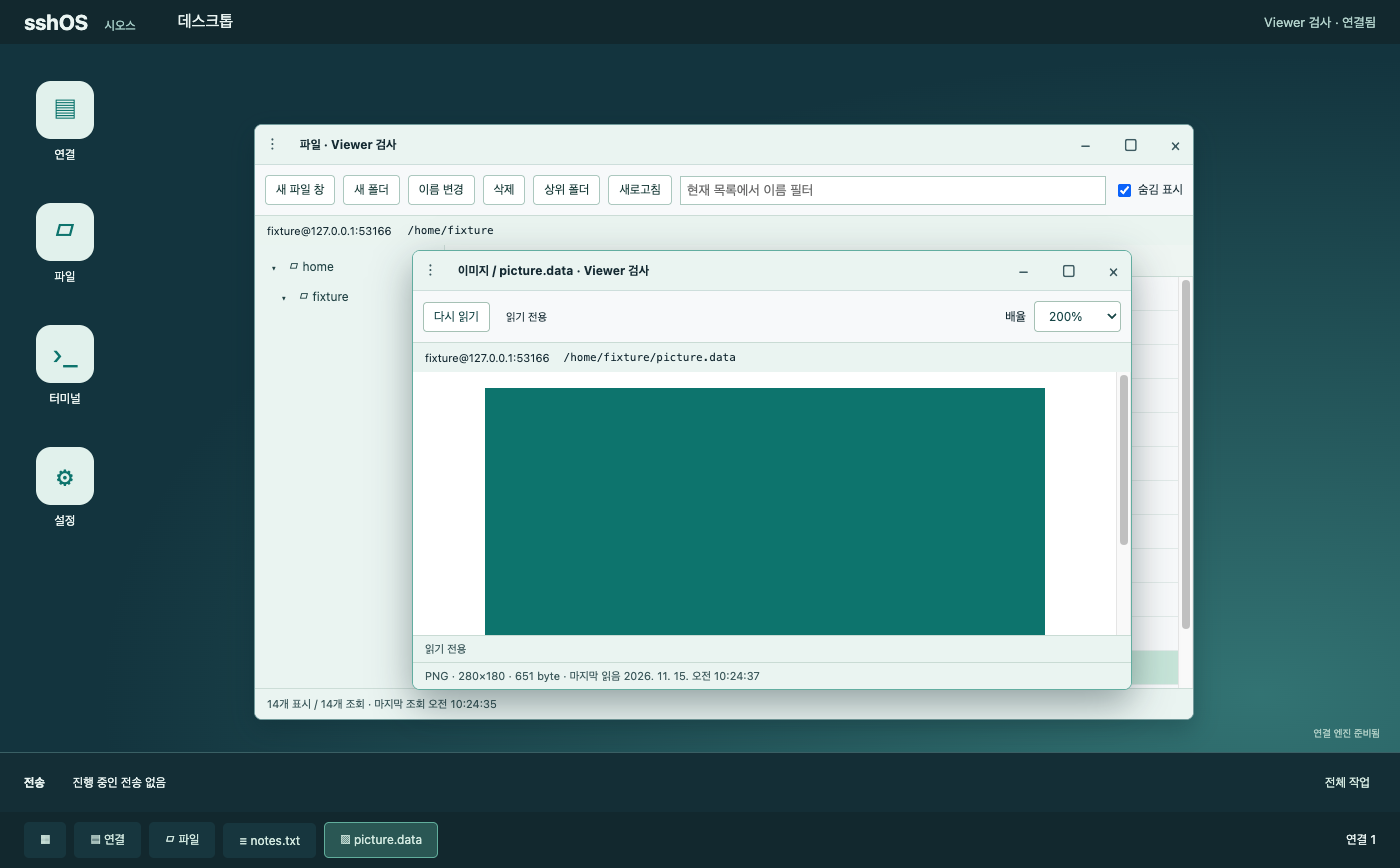 sshOS 시오스 데스크톱 Viewer 검사 · 연결됨
연결
파일
터미널
설정
파일 · Viewer 검사
새 파일 창 새 폴더 이름 변경 삭제 상위 폴더 새로고침 현재 목록에서 이름 필터 숨김 표시
fixture@127.0.0.1:53166 /home/fixture
home
fixture
이미지 / picture.data · Viewer 검사
다시 읽기 읽기 전용 배율 200%
fixture@127.0.0.1:53166 /home/fixture/picture.data
읽기 전용
PNG · 280×180 · 651 byte · 마지막 읽음 2026. 11. 15. 오전 10:24:37
14개 표시 / 14개 조회 · 마지막 조회 오전 10:24:35
연결 엔진 준비됨
전송 진행 중인 전송 없음 전체 작업
연결 파일 notes.txt picture.data 연결 1